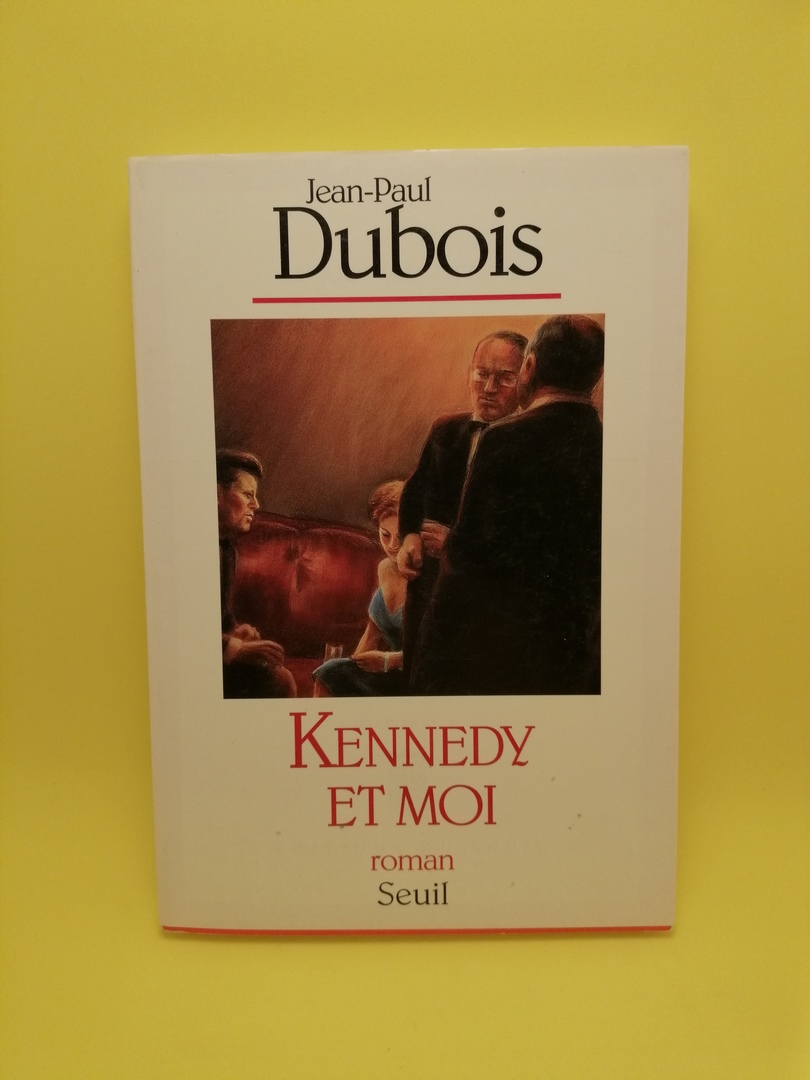 Jean-Paul
Dubois
KENNEDY
ET MOI
roman
Seuil